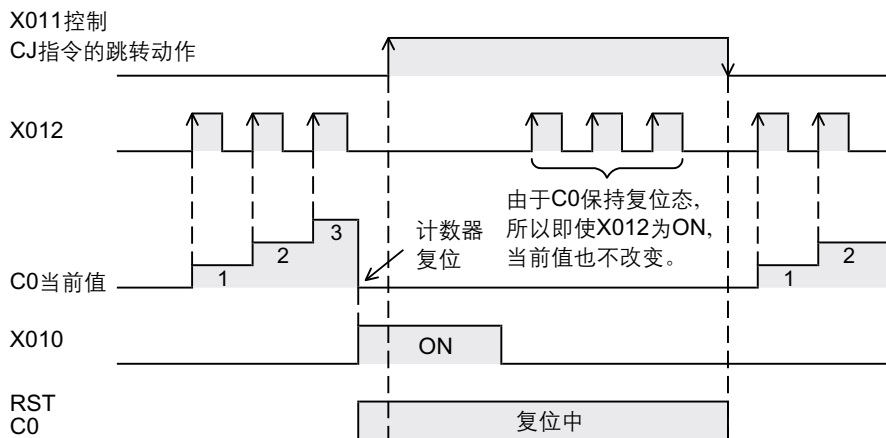 X011控制
CJ指令的跳转动作
X012
由于C0保持复位态,
所以即使X012为ON,
当前值也不改变。
计数器
复位
1
2
3
C0当前值
1
2
X010
ON
RST
C0
复位中